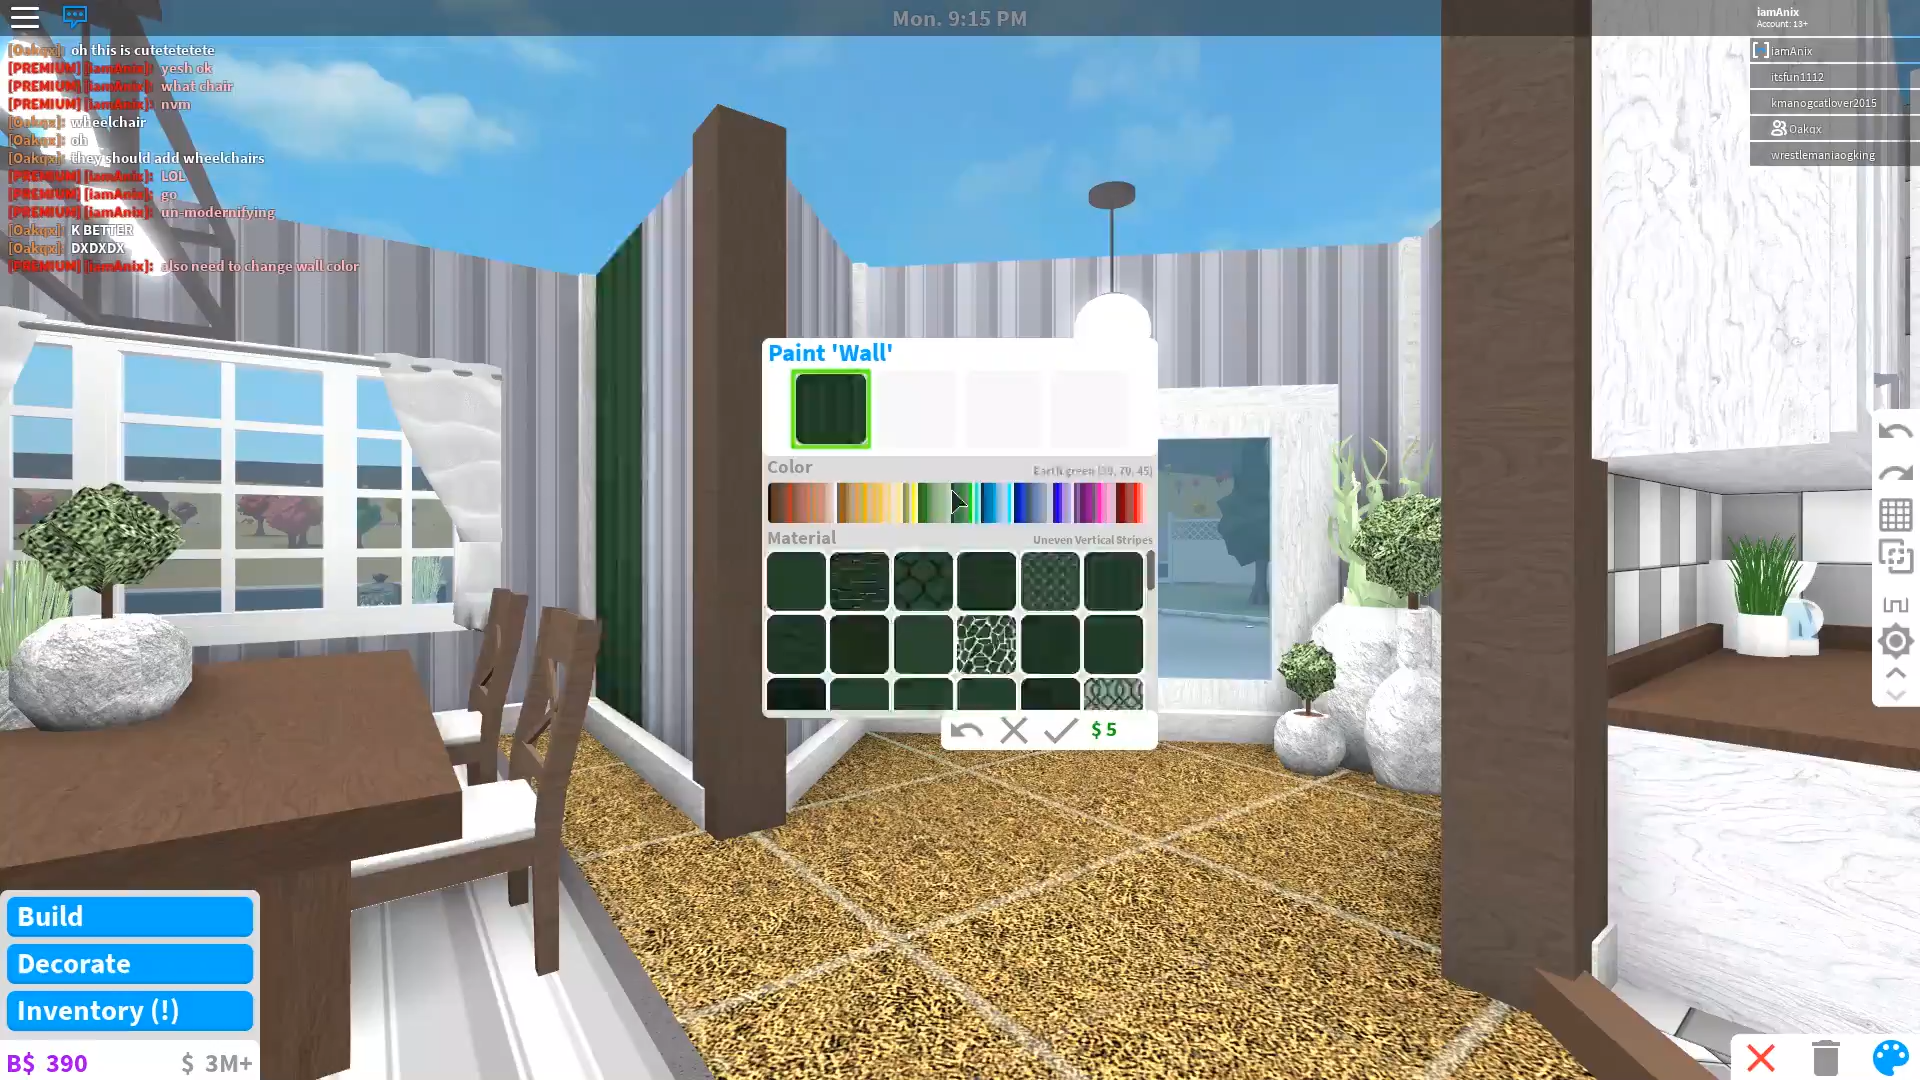 Mon. 9:15 PM
[Oakqx]: oh this is cutetetetete
[PREMIUM] [iamAnix]: yesh ok
[PREMIUM] [iamAnix]: what chair
[PREMIUM] [iamAnix]: nvm
[Oakqx]: wheelchair
[Oakqx]: oh
[Oakqx]: they should add wheelchairs
[PREMIUM] [iamAnix]: LOL
[PREMIUM] [iamAnix]: go
[PREMIUM] [iamAnix]: un-modernifying
[Oakqx]: K BETTER
[Oakqx]: DXDXDX
[PREMIUM] [iamAnix]: also need to change wall color
iamAnix
Account: 13+
iamAnix
itsfun1112
kmanogcatlover2015
Oakqx
wrestlemaniaogking
Paint 'Wall'
Color
Earth green (39, 70, 45)
Material
Uneven Vertical Stripes
$ 5
Build
Decorate
Inventory (!)
B$ 390
$ 3M+